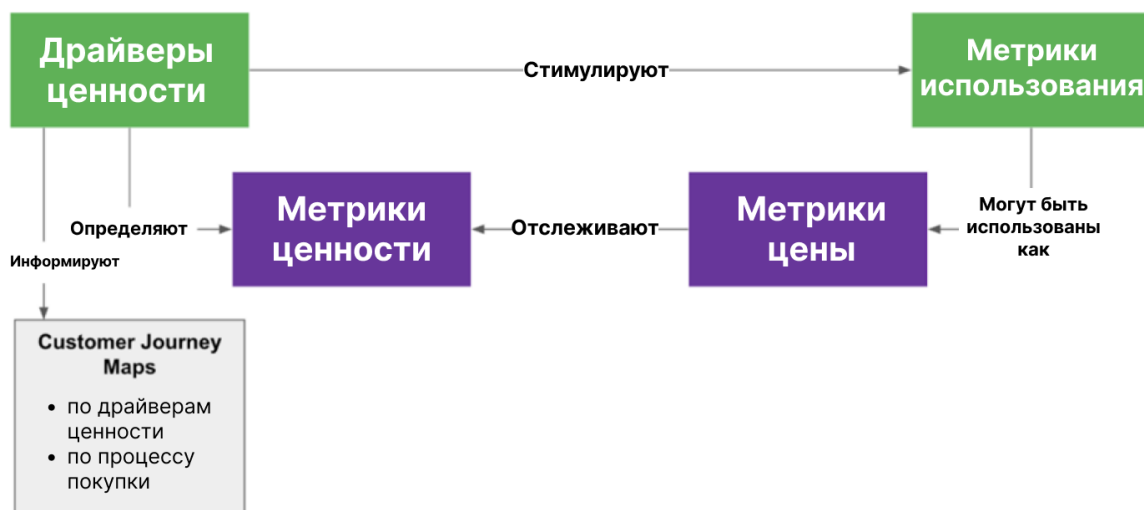 Драйверы
ценности
Стимулируют
Метрики
использования
Определяют
Метрики
ценности
Отслеживают
Метрики
цены
Могут быть
использованы
как
Информируют
Customer Journey
Maps
• по драйверам
ценности
• по процессу
покупки